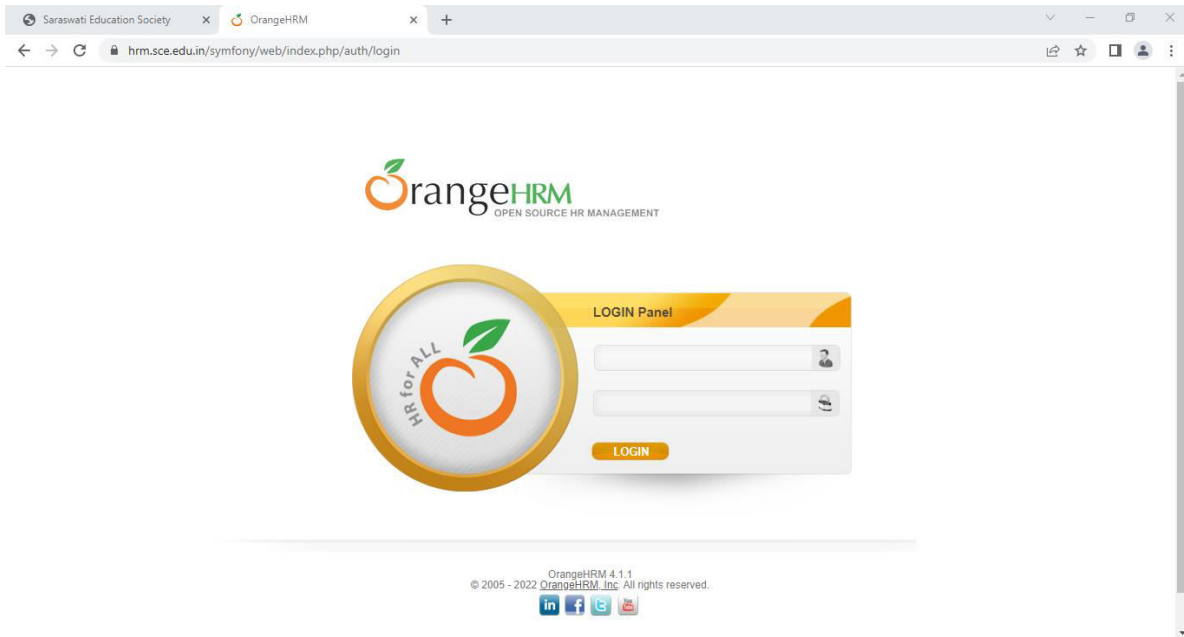 Saraswati Education Society
OrangeHRM
hrm.sce.edu.in/symfony/web/index.php/auth/login
OrangeHRM
OPEN SOURCE HR MANAGEMENT
HR for ALL
LOGIN Panel
LOGIN
OrangeHRM 4.1.1
© 2005 - 2022 OrangeHRM, Inc. All rights reserved.
in f